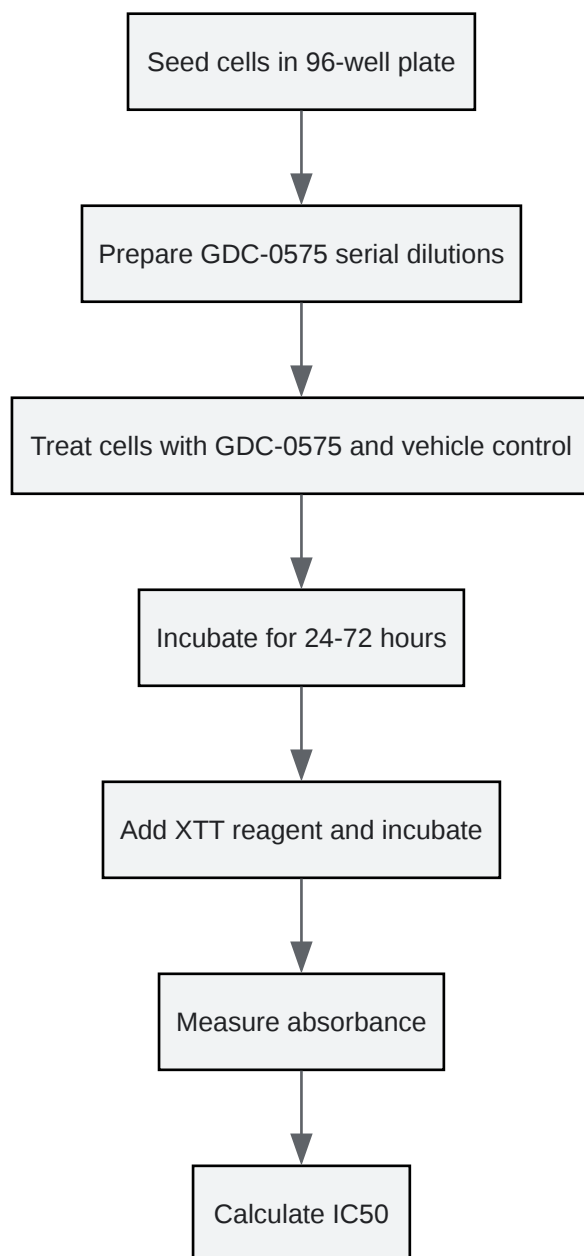 Seed cells in 96-well plate
Prepare GDC-0575 serial dilutions
Treat cells with GDC-0575 and vehicle control
Incubate for 24-72 hours
Add XTT reagent and incubate
Measure absorbance
Calculate IC50